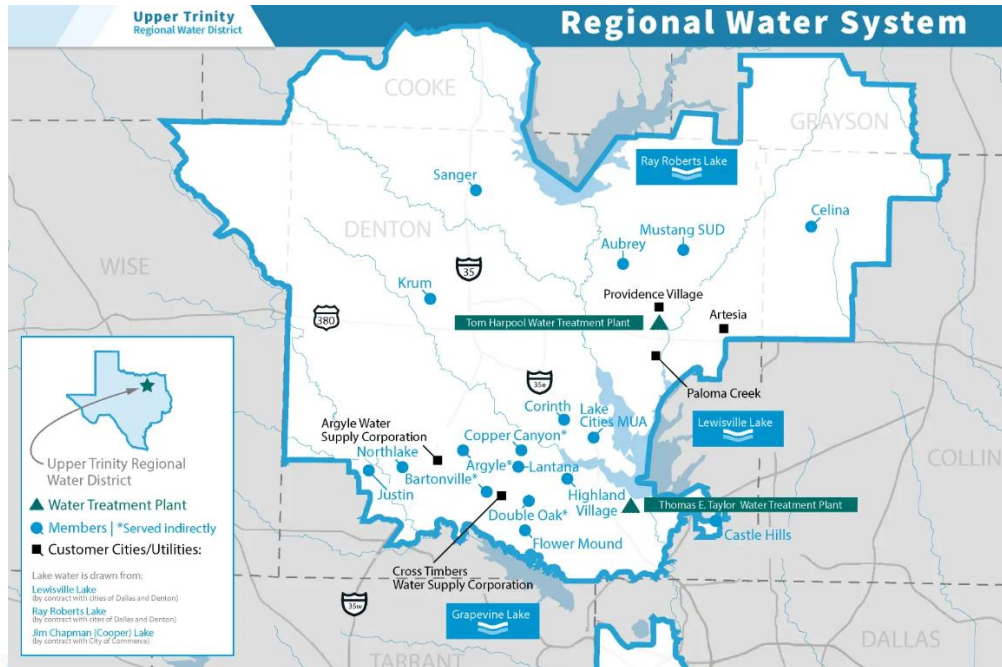 Upper Trinity
Regional Water District
Regional Water System
COOKE
GRAYSON
Ray Roberts Lake
Sanger
Celina
DENTON
Mustang SUD
Aubrey
WISE
35
Krum
Providence Village
380
Tom Harpool Water Treatment Plant
Artesia
35e
Paloma Creek
Corinth
Lake
Cities MUA
Lewisville Lake
Argyle Water
Supply Corporation
Copper Canyon*
Northlake
Argyle*
Lantana
COLLIN
Justin
Bartonville*
Highland
Village
Thomas E. Taylor Water Treatment Plant
Double Oak*
Castle Hills
Flower Mound
Cross Timbers
Water Supply Corporation
35w
Grapevine Lake
TARRANT
DALLAS
Upper Trinity Regional
Water District
Water Treatment Plant
Members | *Served indirectly
Customer Cities/Utilities:
Lake water is drawn from:
Lewisville Lake
(by contract with cities of Dallas and Denton)
Ray Roberts Lake
(by contract with cites of Dallas and Denton)
Jim Chapman (Cooper) Lake
(by contract with City of Commerce)